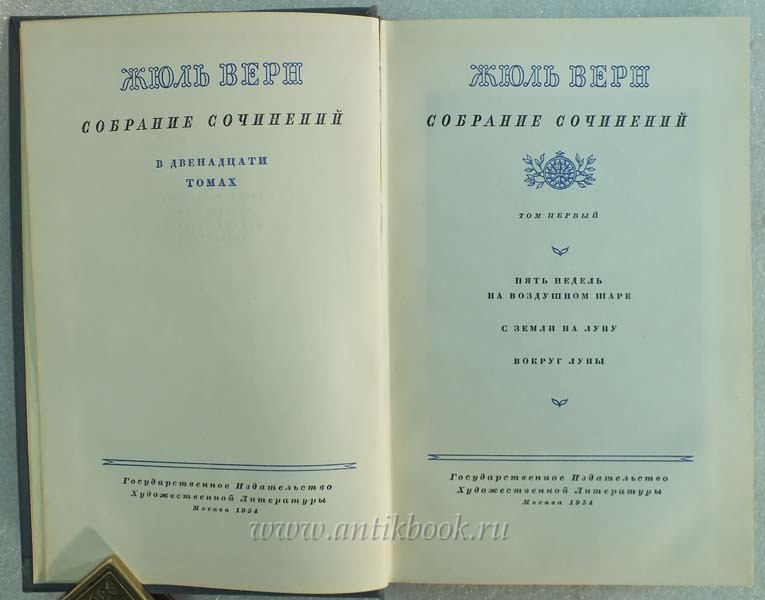 ЖЮЛЬ ВЕРН
СОБРАНИЕ СОЧИНЕНИЙ
В ДВЕНАДЦАТИ
ТОМАХ
Государственное Издательство
Художественной Литературы
Москва 1954
ЖЮЛЬ ВЕРН
СОБРАНИЕ СОЧИНЕНИЙ
ТОМ ПЕРВЫЙ
ПЯТЬ НЕДЕЛЬ
НА ВОЗДУШНОМ ШАРЕ
С ЗЕМЛИ НА ЛУНУ
ВОКРУГ ЛУНЫ
Государственное Издательство
Художественной Литературы
Москва 1954
www.antikbook.ru